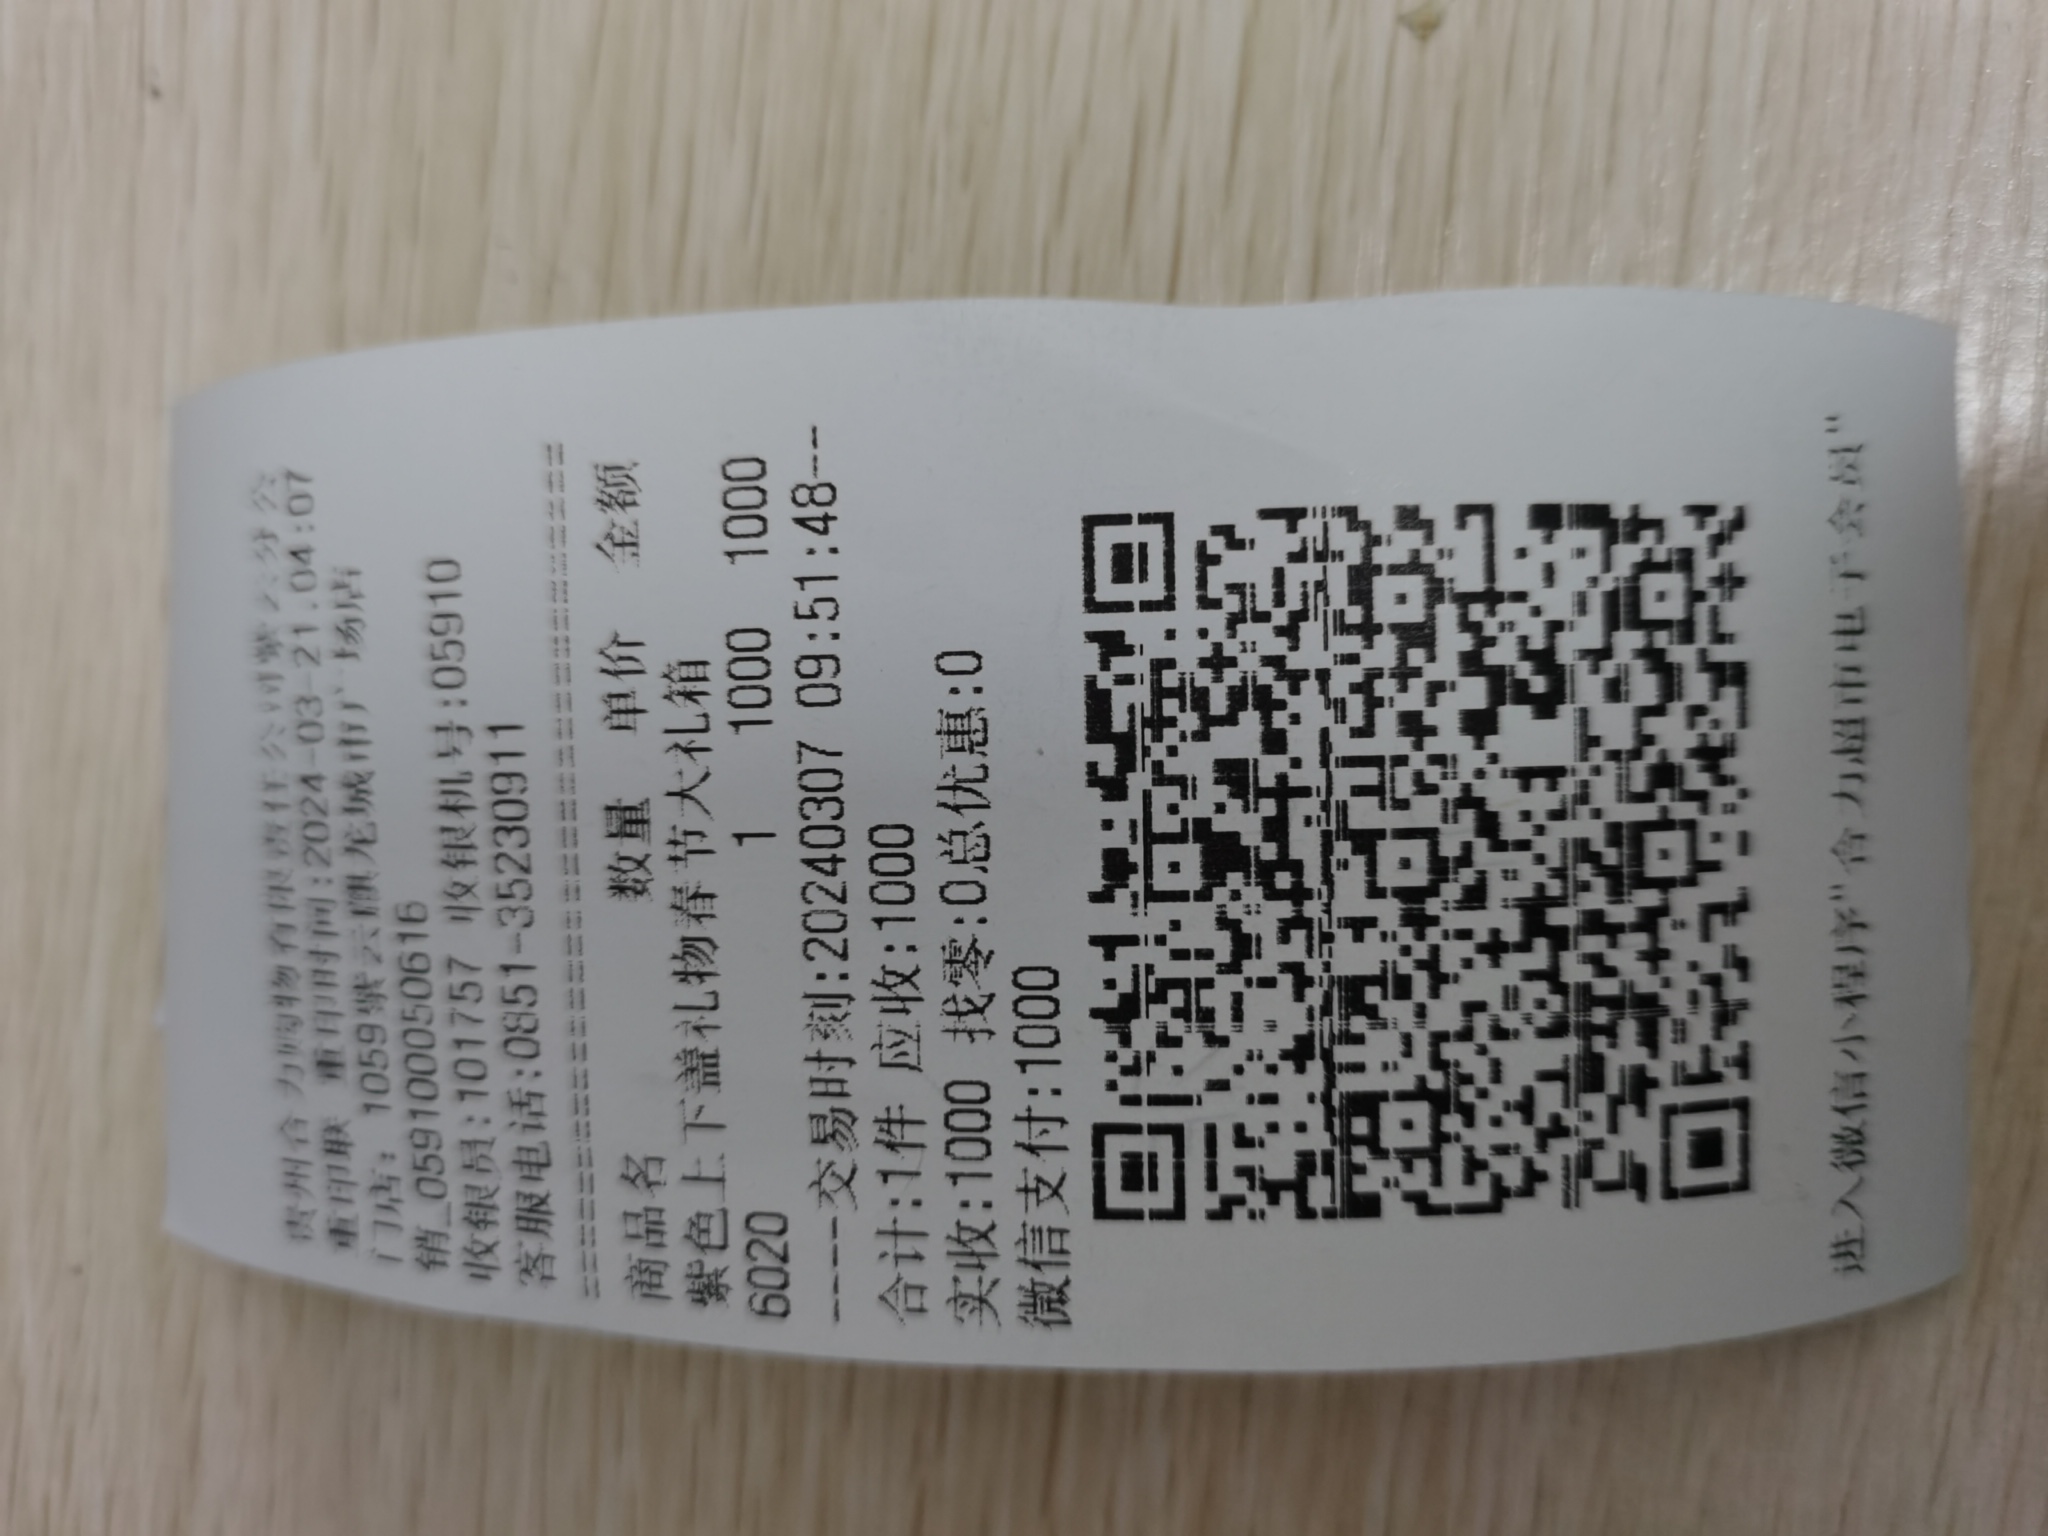 贵州合力购物有限责任公司紫云分公
重印联 重印时间:2024-03-21.04:07
门店: 1059紫云麒龙城市广场店
销_0591000506616
收银员:101757 收银机号:059910
客服电话:0851-35230911
==============================
商品名 数量 单价 金额
紫色上下盖礼物春节大礼箱
6020 1 1000 1000
----交易时刻:20240307 09:51:48---
合计:1件 应收:1000
实收:1000 找零:0总优惠:0
微信支付:1000
进入微信小程序"合力超市电子会员"